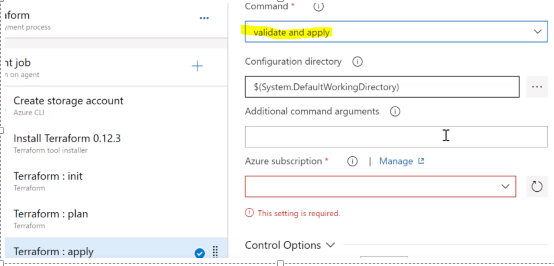 aform
...
yment process
nt job
n on agent
+
Create storage account
Azure CLI
Install Terraform 0.12.3
Terraform tool installer
Terraform : init
Terraform
Terraform : plan
Terraform
Terraform : apply
Command *
validate and apply
Configuration directory
$(System.DefaultWorkingDirectory)
...
Additional command arguments
Azure subscription * | Manage
This setting is required.
Control Options